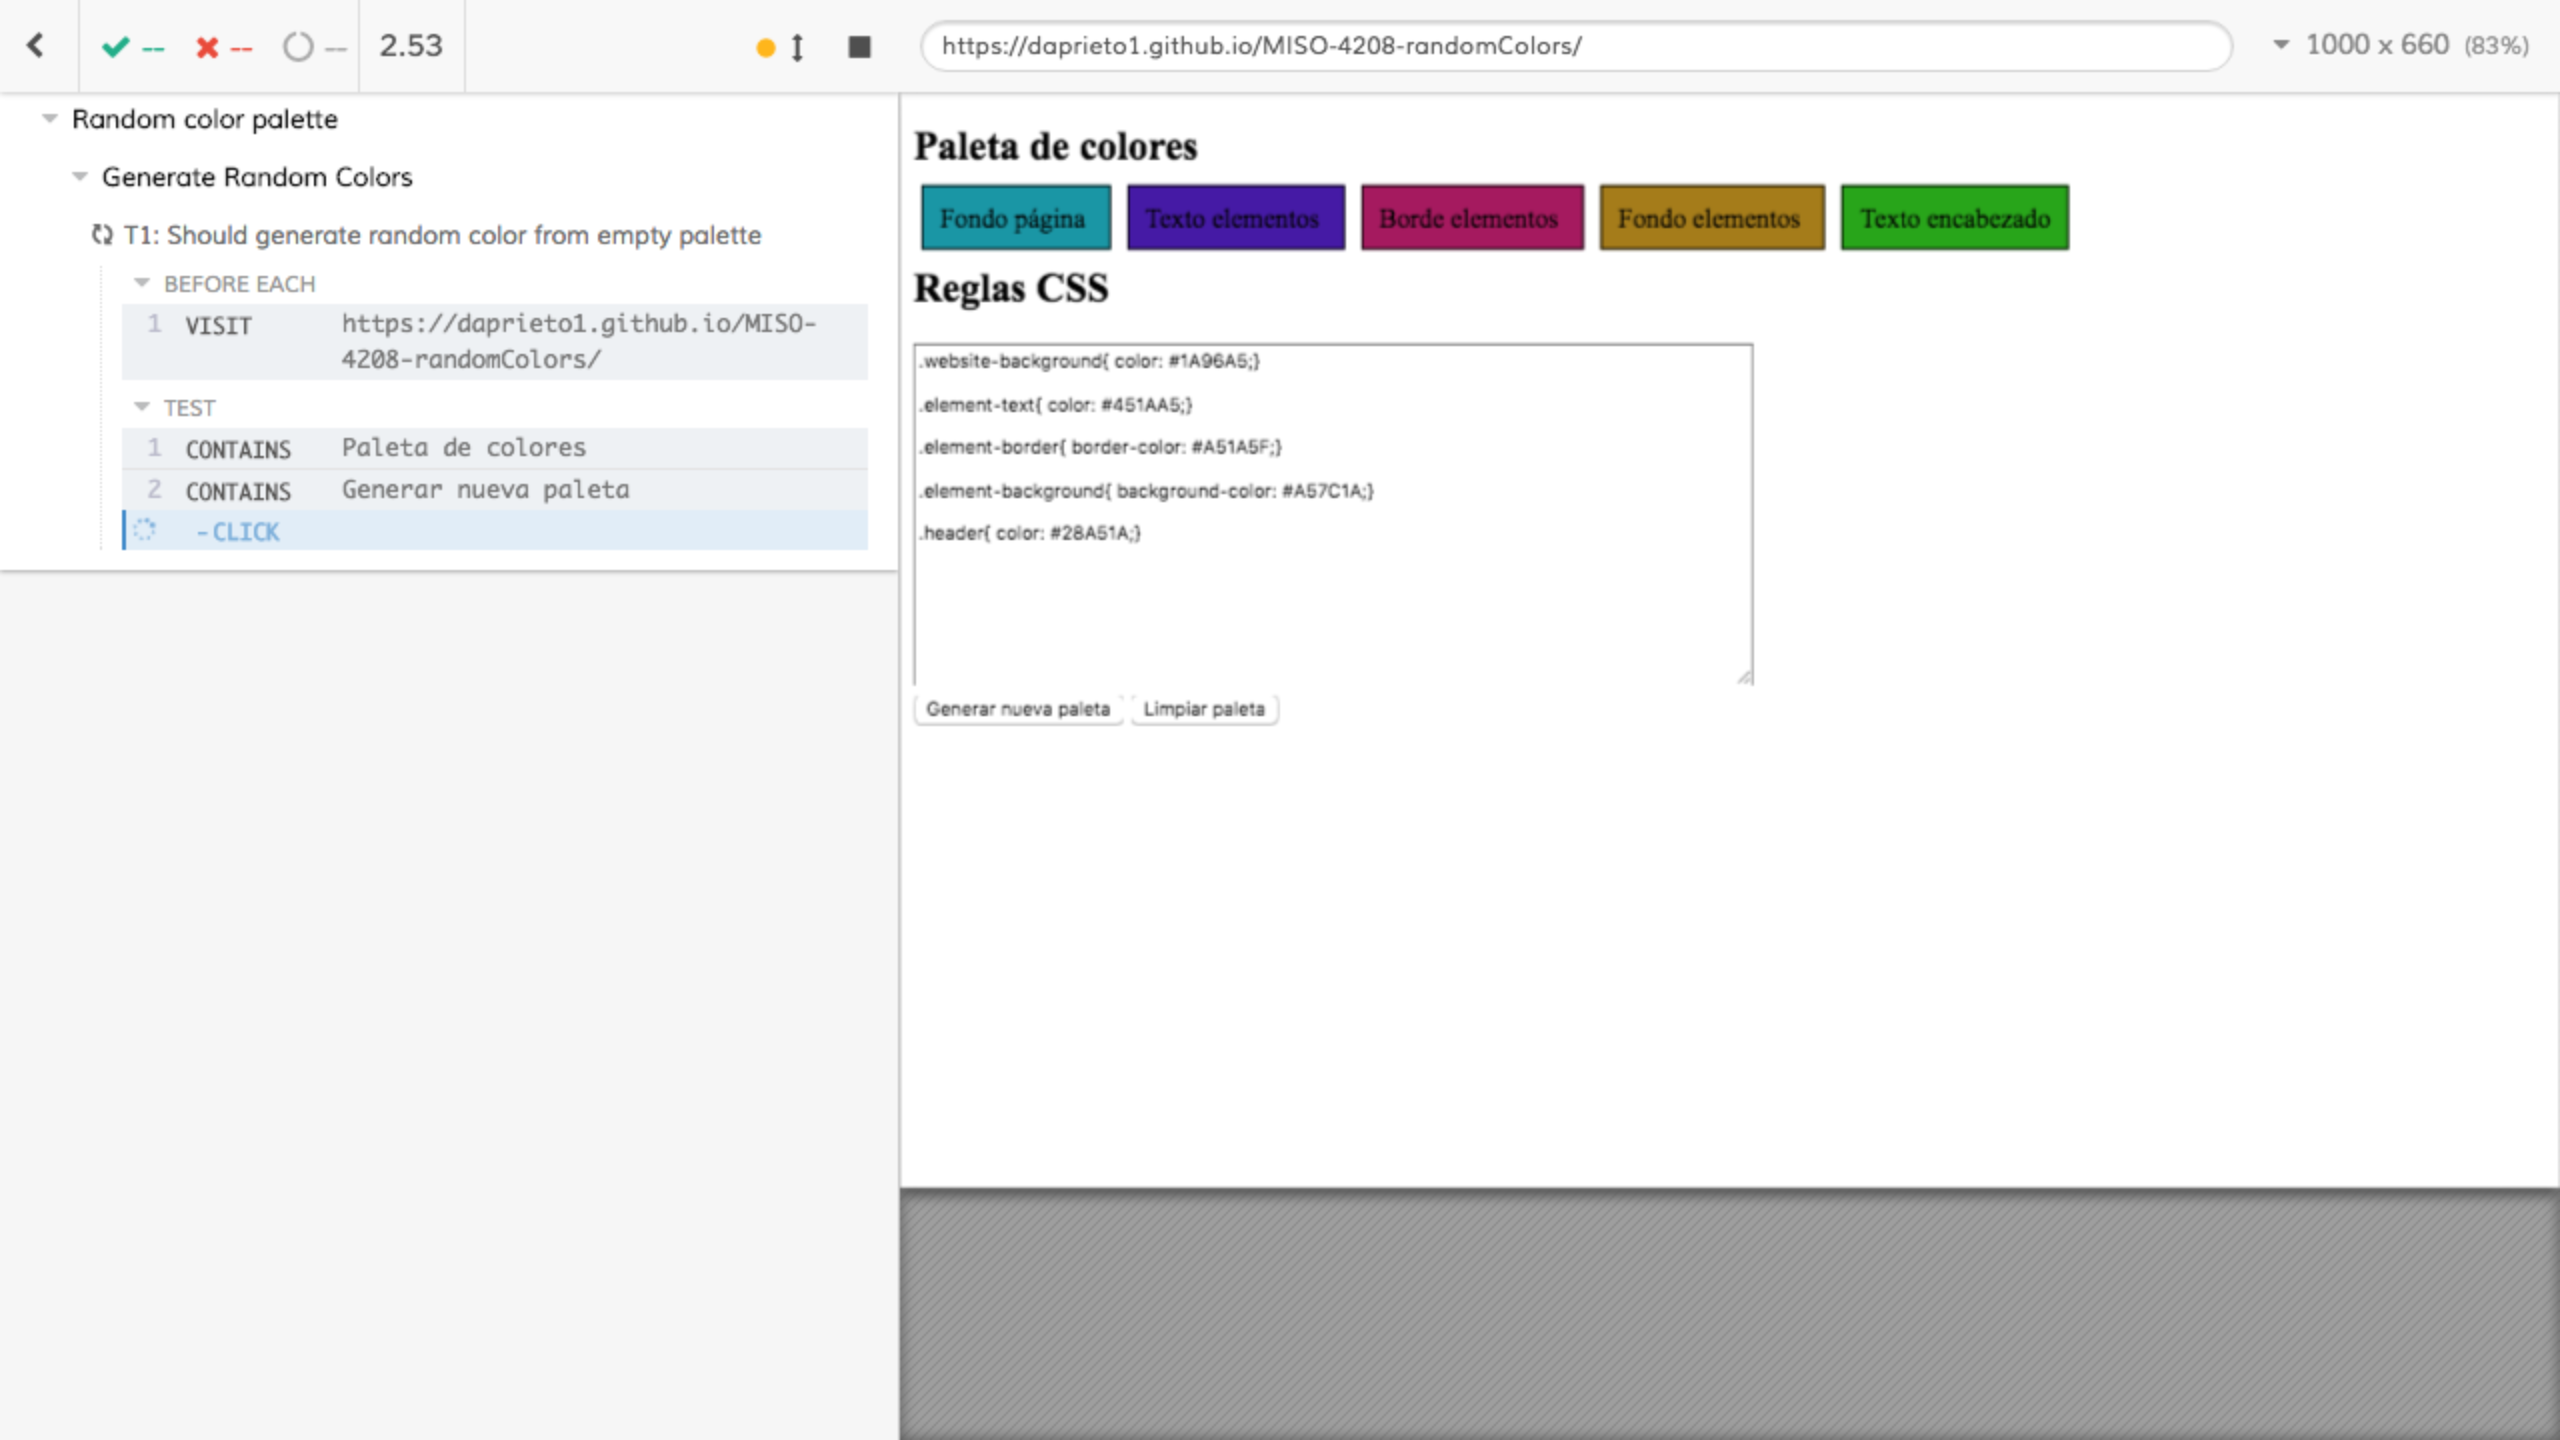 -- -- -- 2.53
https://daprieto1.github.io/MISO-4208-randomColors/
1000 x 660 (83%)
Random color palette
Generate Random Colors
T1: Should generate random color from empty palette
BEFORE EACH
1 VISIT https://daprieto1.github.io/MISO-
4208-randomColors/
TEST
1 CONTAINS Paleta de colores
2 CONTAINS Generar nueva paleta
-CLICK
Paleta de colores
Fondo página Texto elementos Borde elementos Fondo elementos Texto encabezado
Reglas CSS
.website-background{ color: #1A96A5;}
.element-text{ color: #451AA5;}
.element-border{ border-color: #A51A5F;}
.element-background{ background-color: #A57C1A;}
.header{ color: #28A51A;}
Generar nueva paleta Limpiar paleta